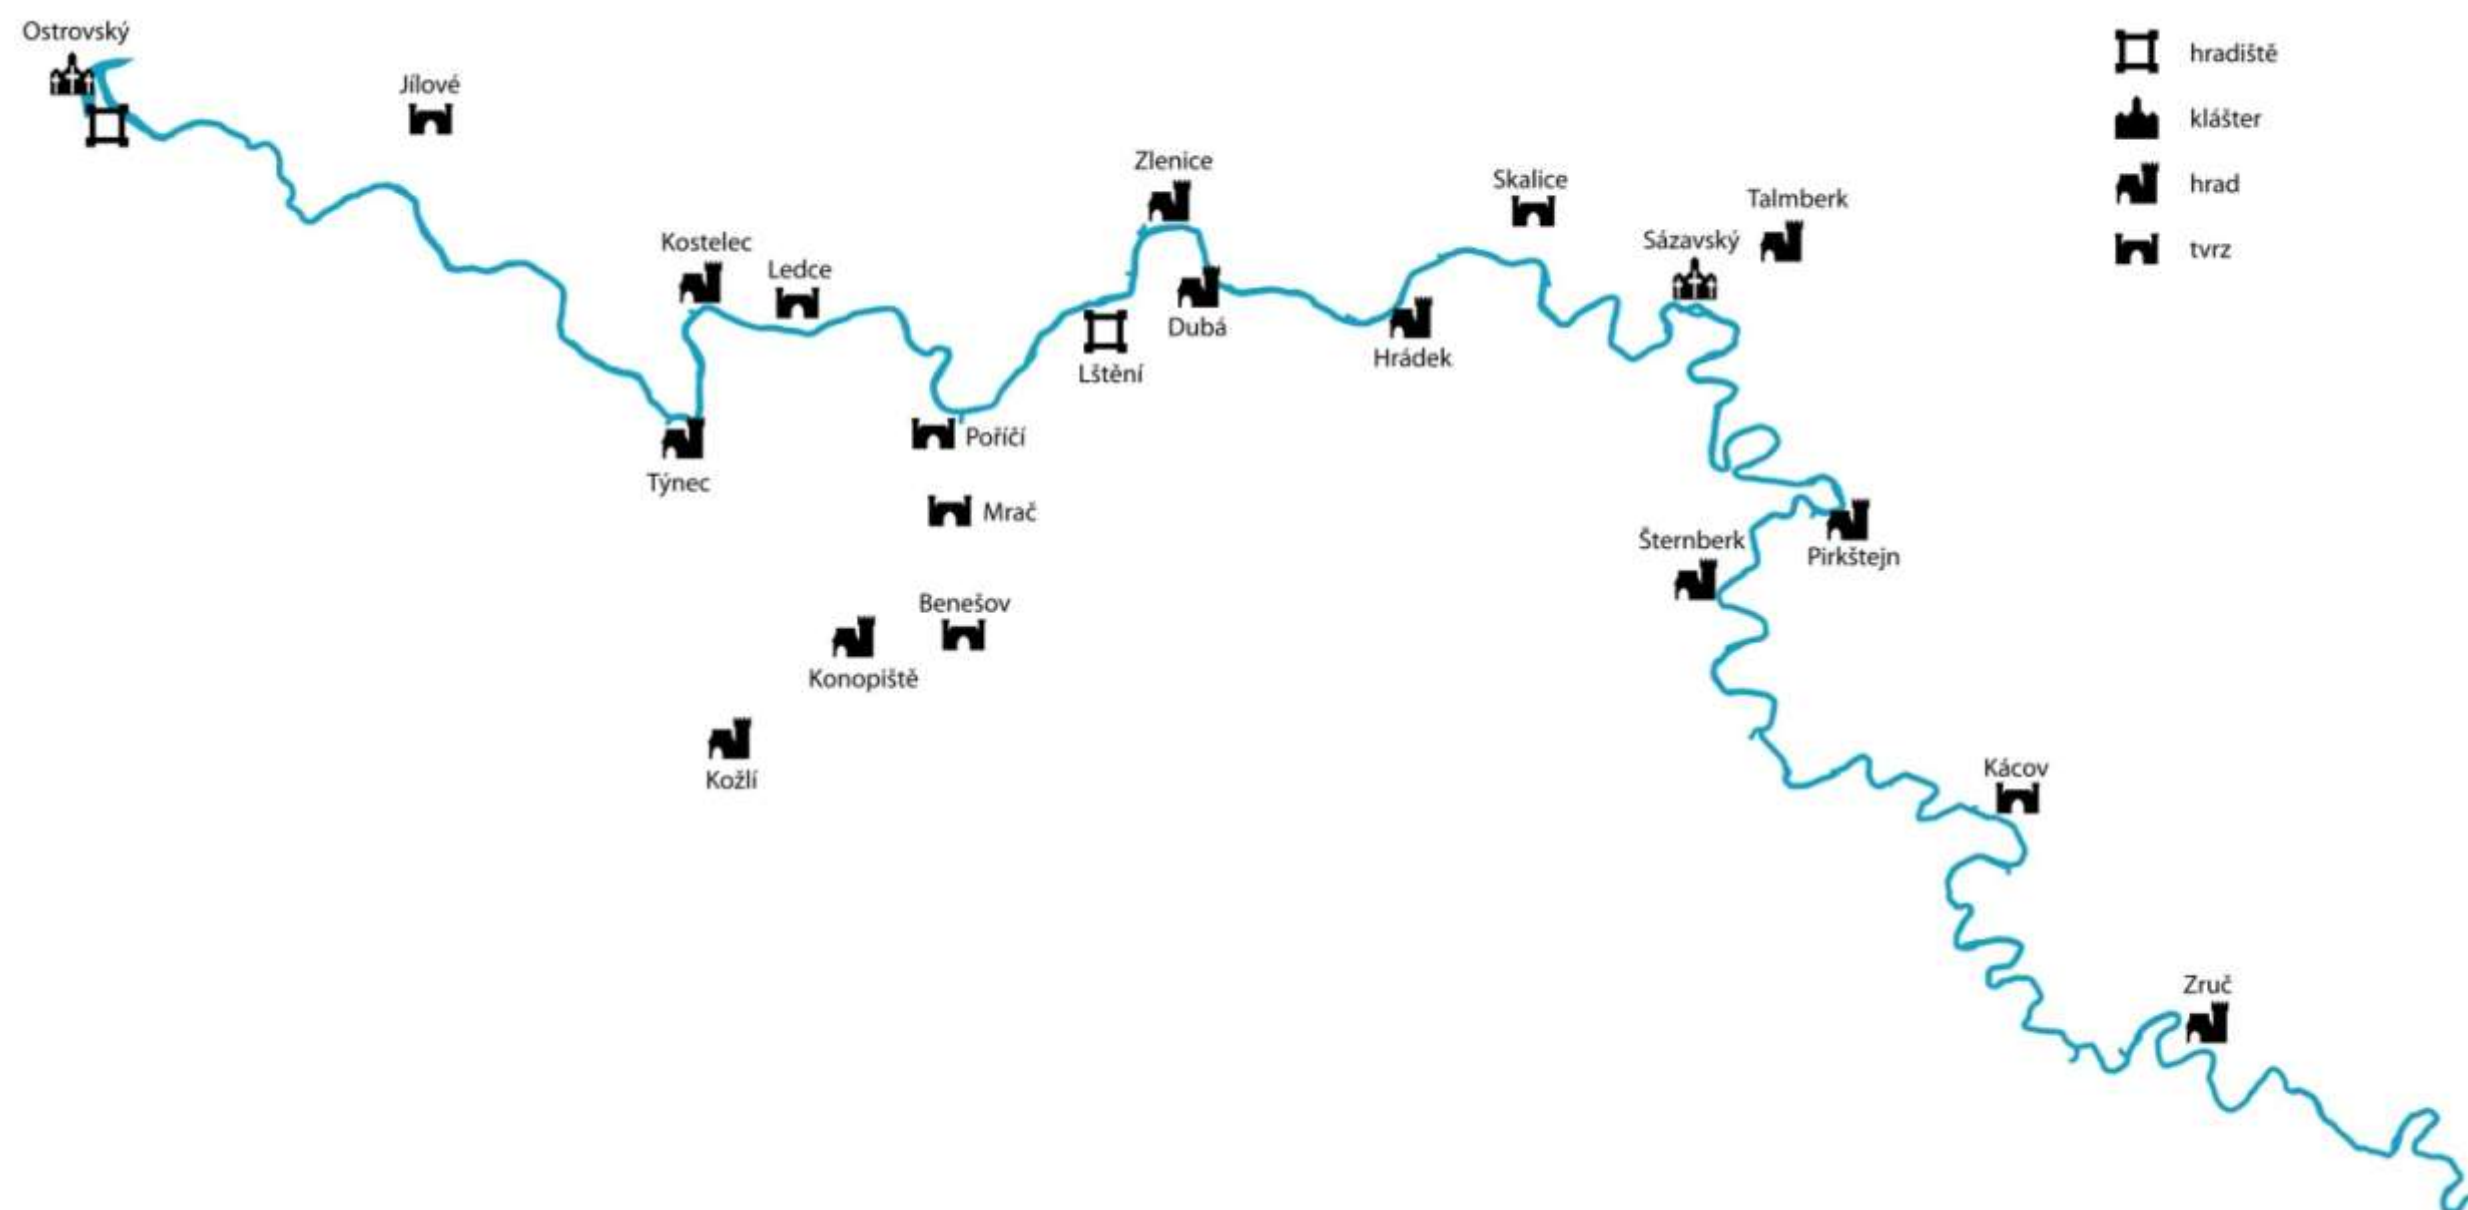 Ostrovský
Jílové
Kostelec
Ledce
Týnec
Poříčí
Mrač
Benešov
Konopiště
Kožlí
Zlenice
Lštění
Dubá
Hrádek
Skalice
Sázavský
Talmberk
Šternberk
Pirkštejn
Kácov
Zruč
hradiště
klášter
hrad
tvrz